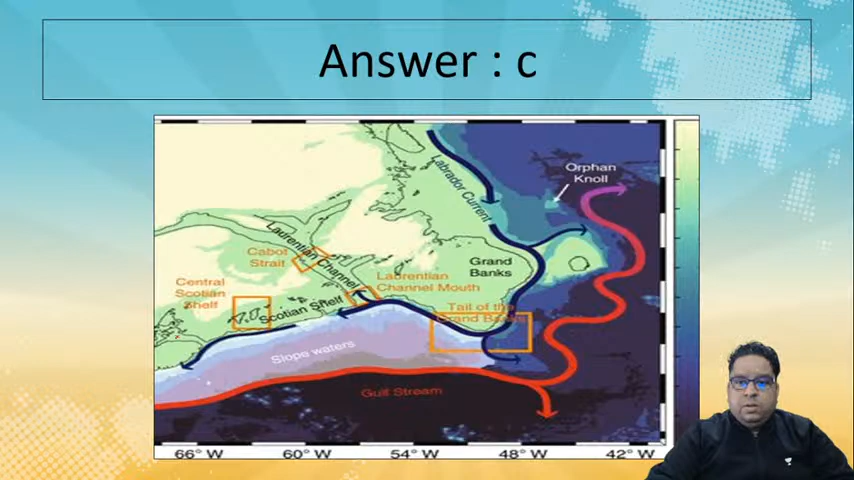 Answer : c
Orphan
Knoll
Labrador Current
Laurentian Channel
Cabot
Strait
Grand
Banks
Laurentian
Channel Mouth
Central
Scotian
Shelf
Scotian Shelf
Tail of the
Grand Banks
Slope waters
Gulf Stream
66° W 60° W 54° W 48° W 42° W